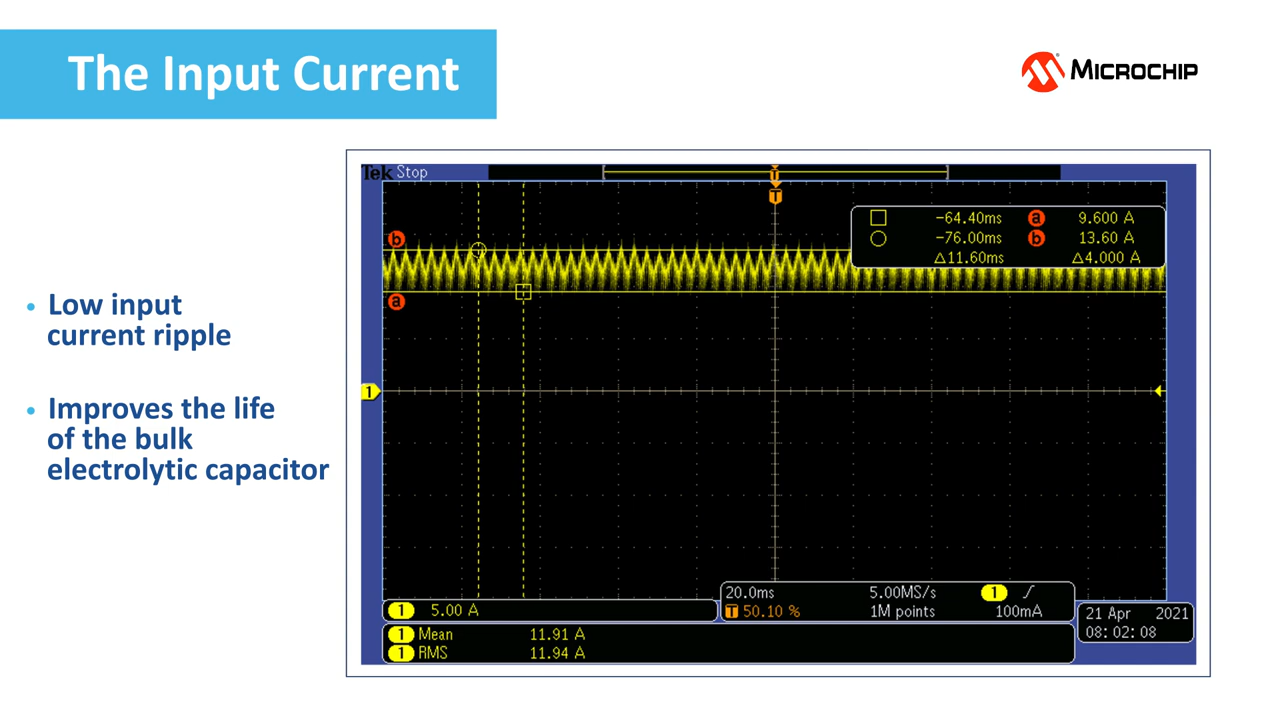 The Input Current
MICROCHIP
• Low input
current ripple
• Improves the life
of the bulk
electrolytic capacitor
Tek Stop
T
T
b
a
1
-64.40ms a 9.600 A
-76.00ms b 13.60 A
Δ11.60ms Δ4.000 A
1 5.00 A
20.0ms 5.00MS/s 1
T 50.10 % 1M points 100mA
1 Mean 11.91 A
1 RMS 11.94 A
21 Apr 2021
08:02:08